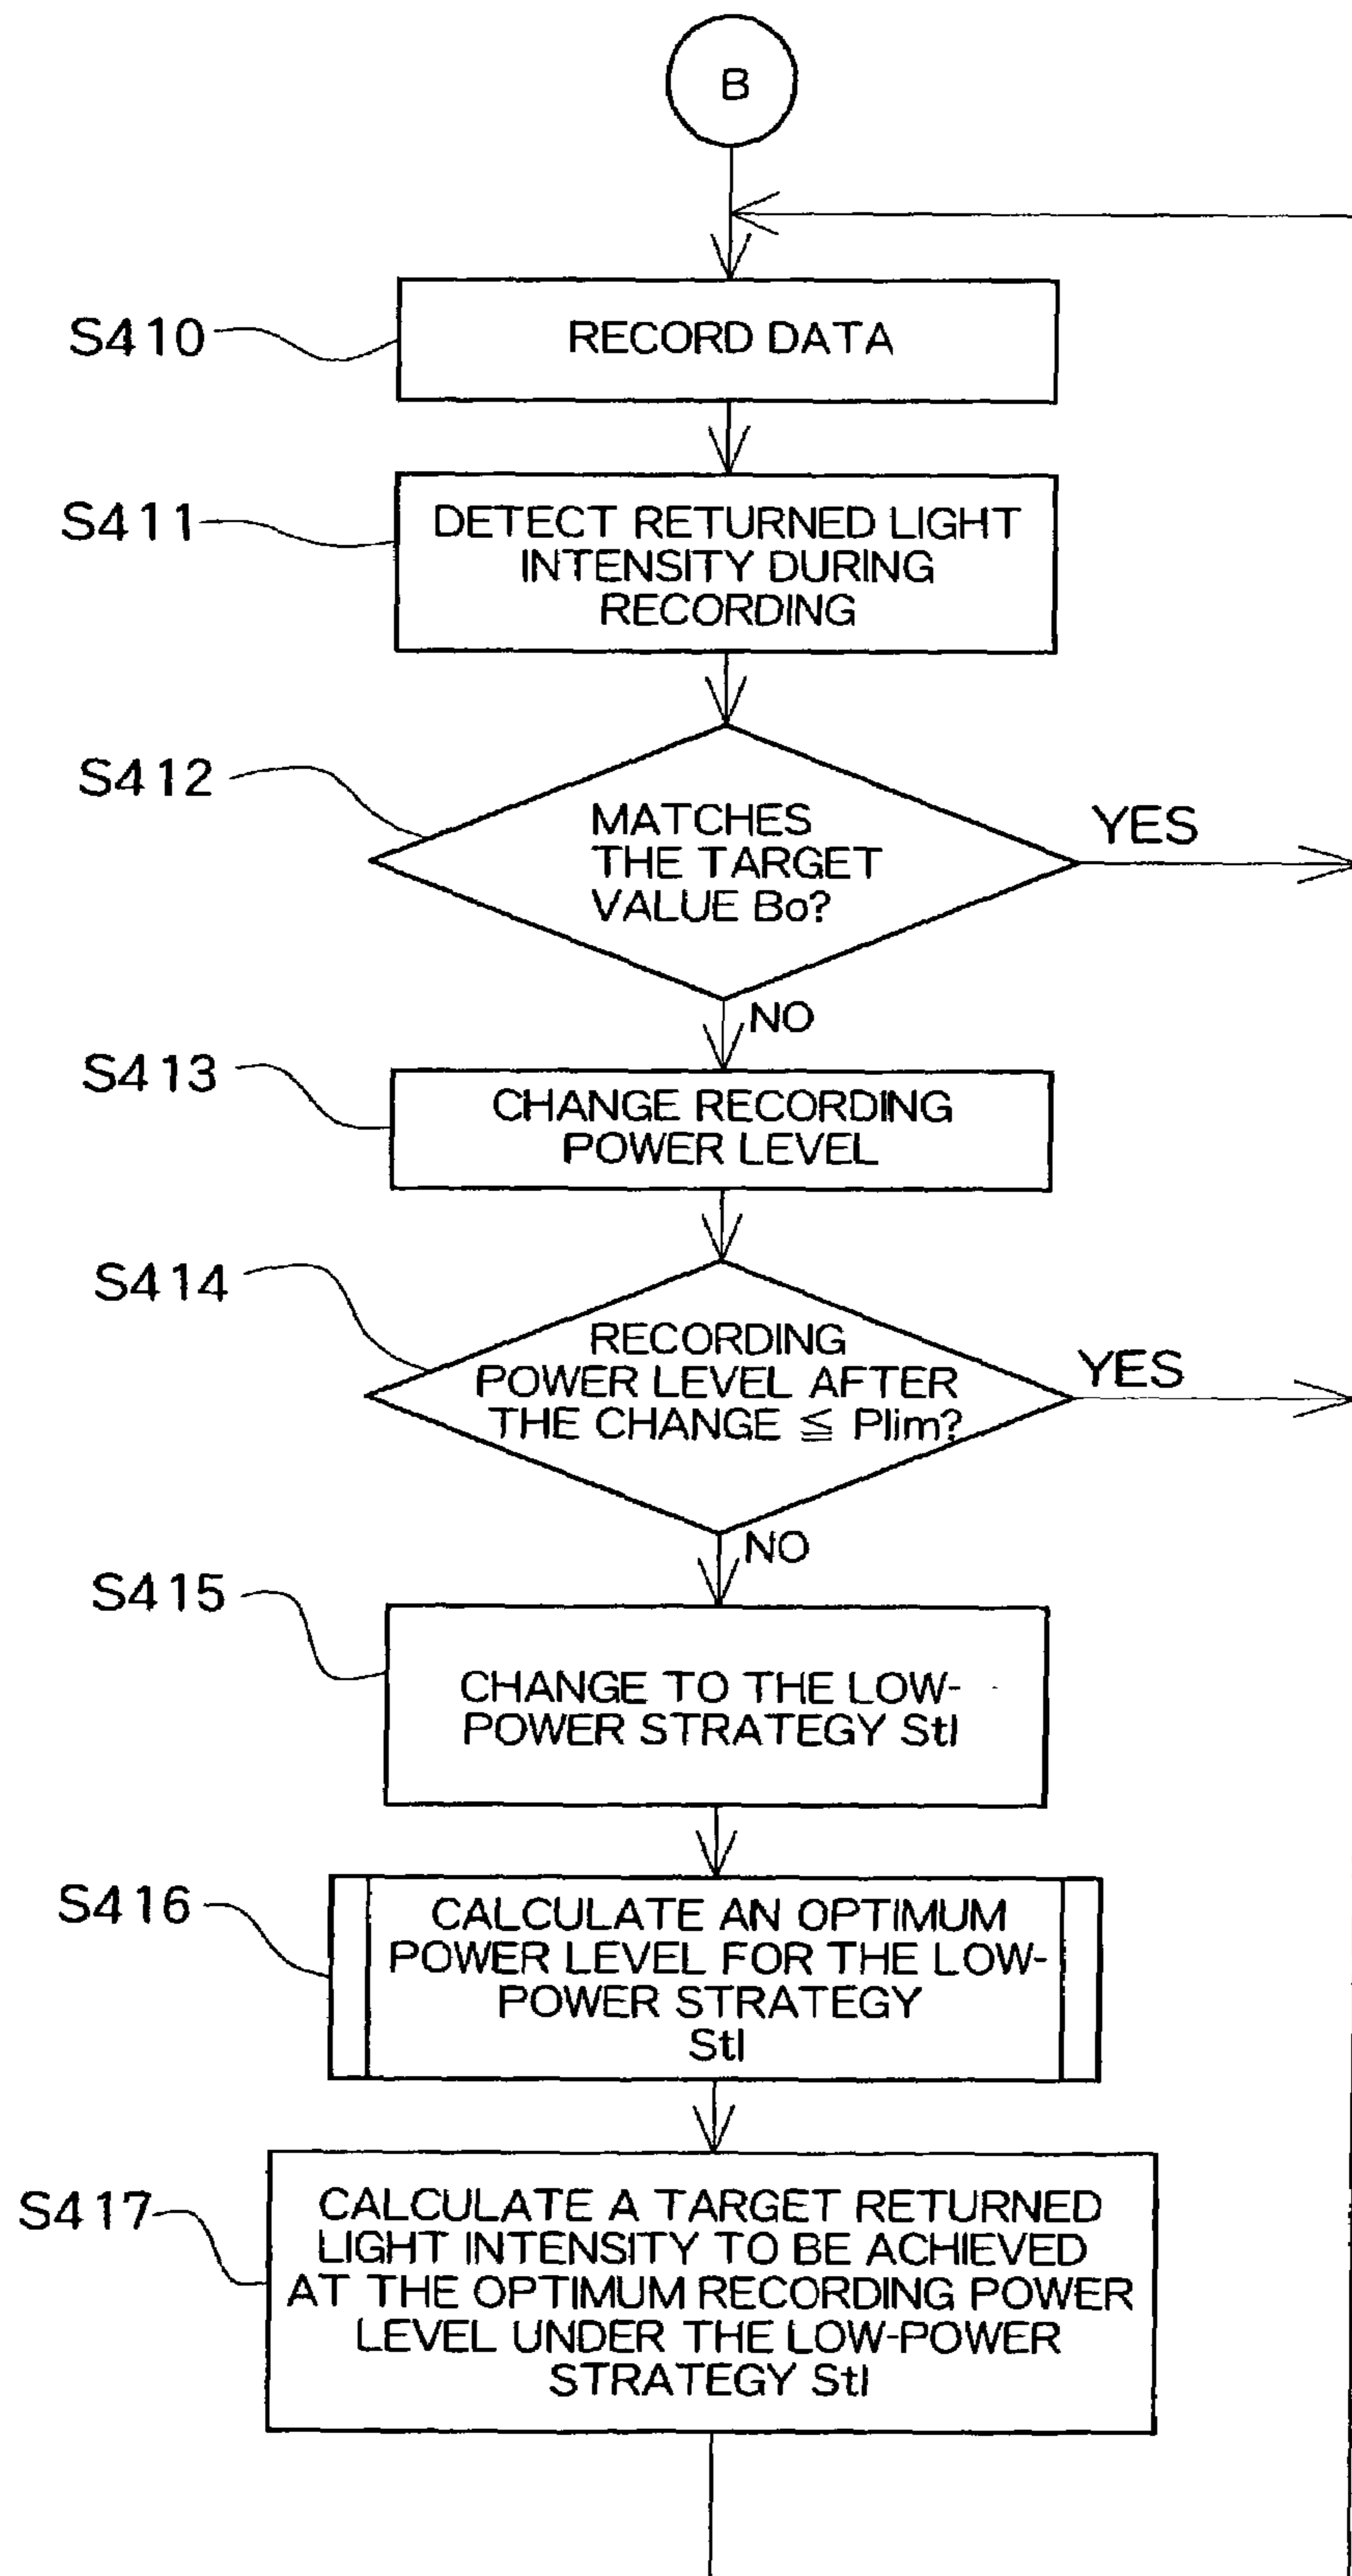 B
S410
RECORD DATA
S411
DETECT RETURNED LIGHT
INTENSITY DURING
RECORDING
S412
MATCHES
THE TARGET
VALUE Bo?
YES
NO
S413
CHANGE RECORDING
POWER LEVEL
S414
RECORDING
POWER LEVEL AFTER
THE CHANGE ≦ Plim?
YES
NO
S415
CHANGE TO THE LOW-
POWER STRATEGY Stl
S416
CALCULATE AN OPTIMUM
POWER LEVEL FOR THE LOW-
POWER STRATEGY
Stl
S417
CALCULATE A TARGET RETURNED
LIGHT INTENSITY TO BE ACHIEVED
AT THE OPTIMUM RECORDING POWER
LEVEL UNDER THE LOW-POWER
STRATEGY Stl